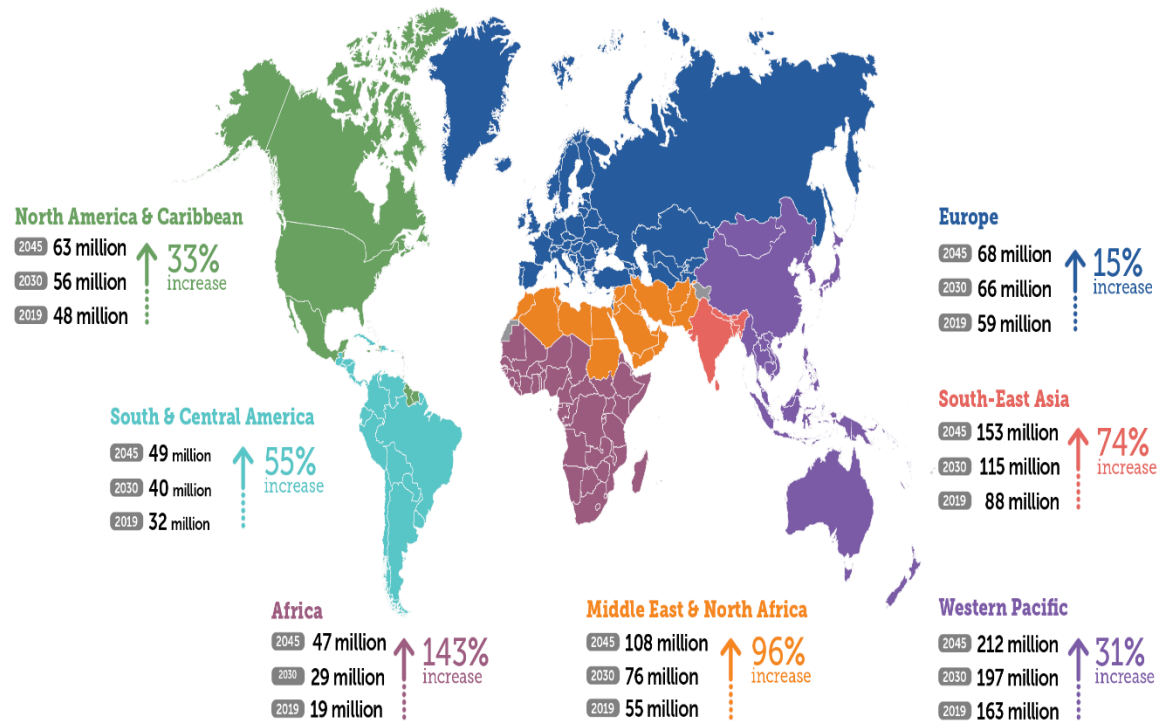 North America & Caribbean
2045 63 million
2030 56 million
2019 48 million
33%
increase
Europe
2045 68 million
2030 66 million
2019 59 million
15%
increase
South & Central America
2045 49 million
2030 40 million
2019 32 million
55%
increase
South-East Asia
2045 153 million
2030 115 million
2019 88 million
74%
increase
Africa
2045 47 million
2030 29 million
2019 19 million
143%
increase
Middle East & North Africa
2045 108 million
2030 76 million
2019 55 million
96%
increase
Western Pacific
2045 212 million
2030 197 million
2019 163 million
31%
increase